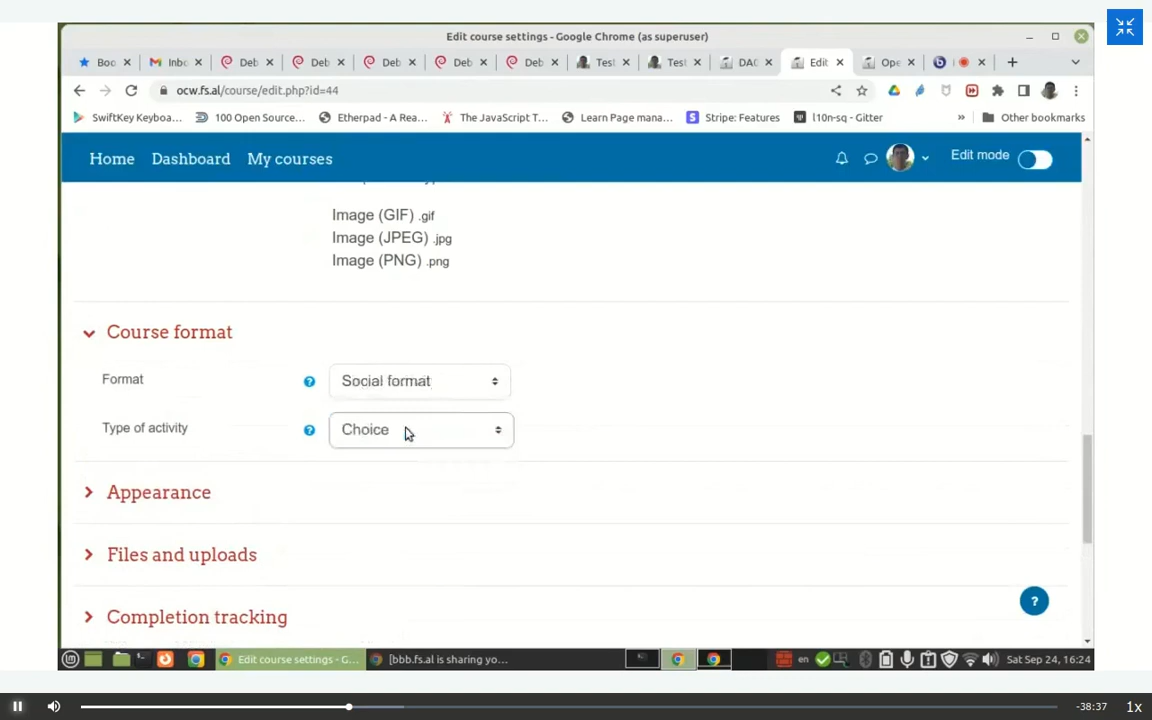 Edit course settings - Google Chrome (as superuser)
Boo Inbo Deb Deb Deb Deb Deb Test Test DAC Edit Ope
ocw.fs.al/course/edit.php?id=44
SwiftKey Keyboa... 100 Open Source... Etherpad - A Rea... The JavaScript T... Learn Page mana... Stripe: Features l10n-sq - Gitter » Other bookmarks
Home Dashboard My courses Edit mode
Image (GIF) .gif
Image (JPEG) .jpg
Image (PNG) .png
Course format
Format ? Social format
Type of activity ? Choice
Appearance
Files and uploads
Completion tracking
?
Edit course settings - G... [bbb.fs.al is sharing yo... en Sat Sep 24, 16:24
-38:37 1x